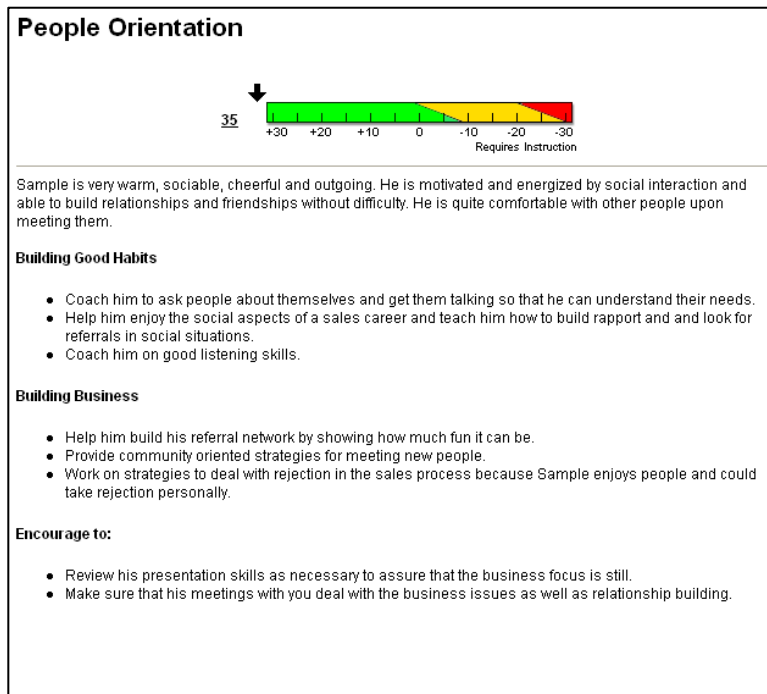 People Orientation
35
+30 +20 +10 0 -10 -20 -30
Requires Instruction
Sample is very warm, sociable, cheerful and outgoing. He is motivated and energized by social interaction and
able to build relationships and friendships without difficulty. He is quite comfortable with other people upon
meeting them.
Building Good Habits
● Coach him to ask people about themselves and get them talking so that he can understand their needs.
● Help him enjoy the social aspects of a sales career and teach him how to build rapport and and look for
referrals in social situations.
● Coach him on good listening skills.
Building Business
● Help him build his referral network by showing how much fun it can be.
● Provide community oriented strategies for meeting new people.
● Work on strategies to deal with rejection in the sales process because Sample enjoys people and could
take rejection personally.
Encourage to:
● Review his presentation skills as necessary to assure that the business focus is still.
● Make sure that his meetings with you deal with the business issues as well as relationship building.